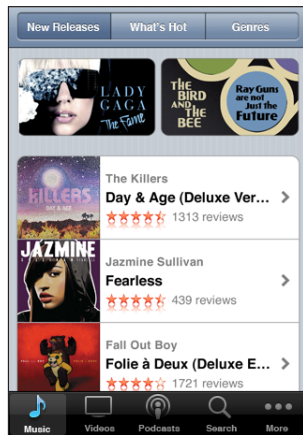 New Releases What's Hot Genres
LADY
GAGA
The Fame
THE
BIRD
AND
THE
BEE
Ray Guns
are not
Just the
Future
KILLERS
DAY & AGE
The Killers
Day & Age (Deluxe Ver...
1313 reviews
JAZMINE
Jazmine Sullivan
Fearless
439 reviews
Fall Out Boy
Folie à Deux (Deluxe E...
1721 reviews
Music Videos Podcasts Search More